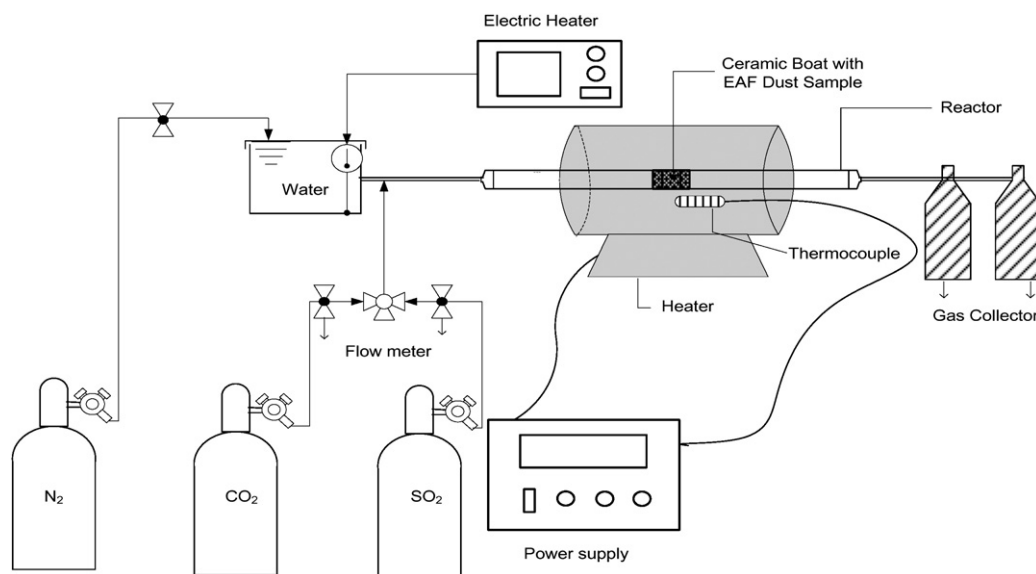 Electric Heater
Ceramic Boat with
EAF Dust Sample
Reactor
Water
Thermocouple
Heater
Gas Collector
Flow meter
N₂
CO₂
SO₂
Power supply